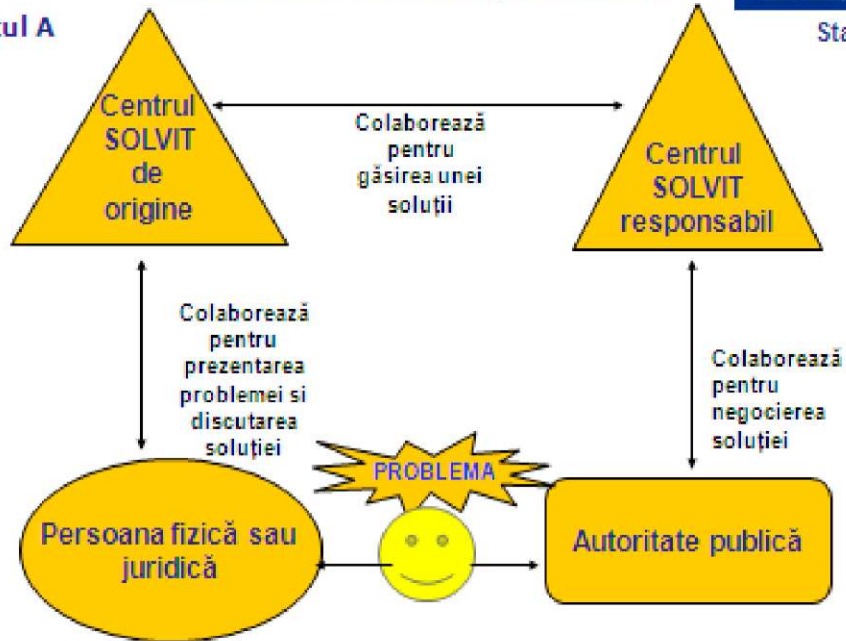 tul A
Sta
Centrul
SOLVIT
de
origine
Colaborează
pentru
găsirea unei
soluții
Centrul
SOLVIT
responsabil
Colaborează
pentru
prezentarea
problemei si
discutarea
soluției
Colaborează
pentru
negocierea
soluției
PROBLEMA
Persoana fizică sau
juridică
Autoritate publică